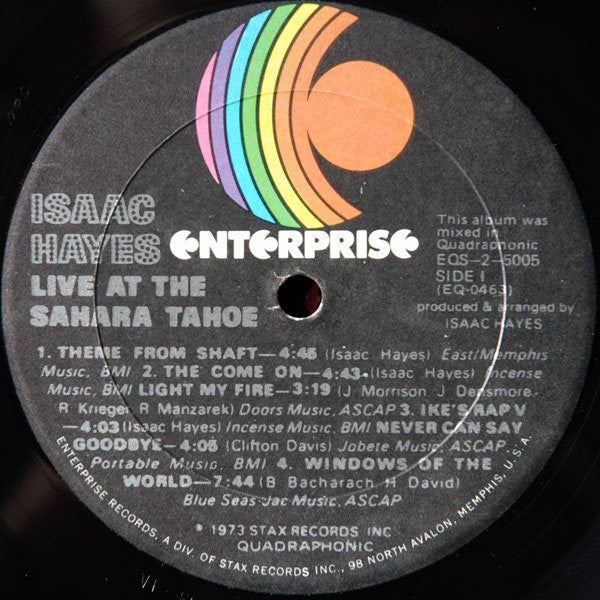 ISAAC
HAYES
ENTERPRISE
LIVE AT THE
SAHARA TAHOE
This album was
mixed in
Quadraphonic
EQS-2-5005
SIDE I
(EQ-0463)
produced & arranged by
ISAAC HAYES
1. THEME FROM SHAFT—4:45 (Isaac Hayes) East/Memphis
Music, BMI 2. THE COME ON—4:43 (Isaac Hayes) Incense
Music, BMI LIGHT MY FIRE—3:19 (J Morrison, J Densmore,
R Krieger, R Manzarek) Doors Music, ASCAP 3. IKE'S RAP V
—4:03 (Isaac Hayes) Incense Music, BMI NEVER CAN SAY
GOODBYE—4:05 (Clifton Davis) Jobete Music, ASCAP
Portable Music, BMI 4. WINDOWS OF THE
WORLD—7:44 (B Bacharach H David)
Blue Seas Jac Music, ASCAP
℗ 1973 STAX RECORDS INC
QUADRAPHONIC
ENTERPRISE RECORDS, A DIV. OF STAX RECORDS INC., 98 NORTH AVALON, MEMPHIS, U.S.A.
VI